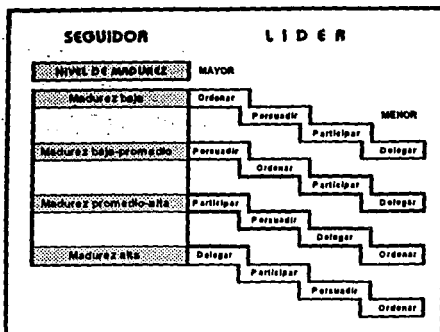 SEGUIDOR LIDER
NIVEL DE MADUREZ MAYOR
Madurez baja Ordenar
Persuadir MENOR
Participar
Delegar
Madurez baja-promedio Persuadir
Ordenar
Participar
Delegar
Madurez promedio-alta Participar
Persuadir
Delegar
Ordenar
Madurez alta Delegar
Participar
Persuadir
Ordenar